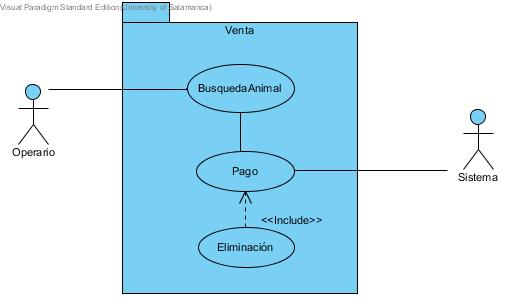 Visual Paradigm Standard Edition(University of Salamanca)
Venta
BusquedaAnimal
Operario
Pago
Sistema
<<Include>>
Eliminación